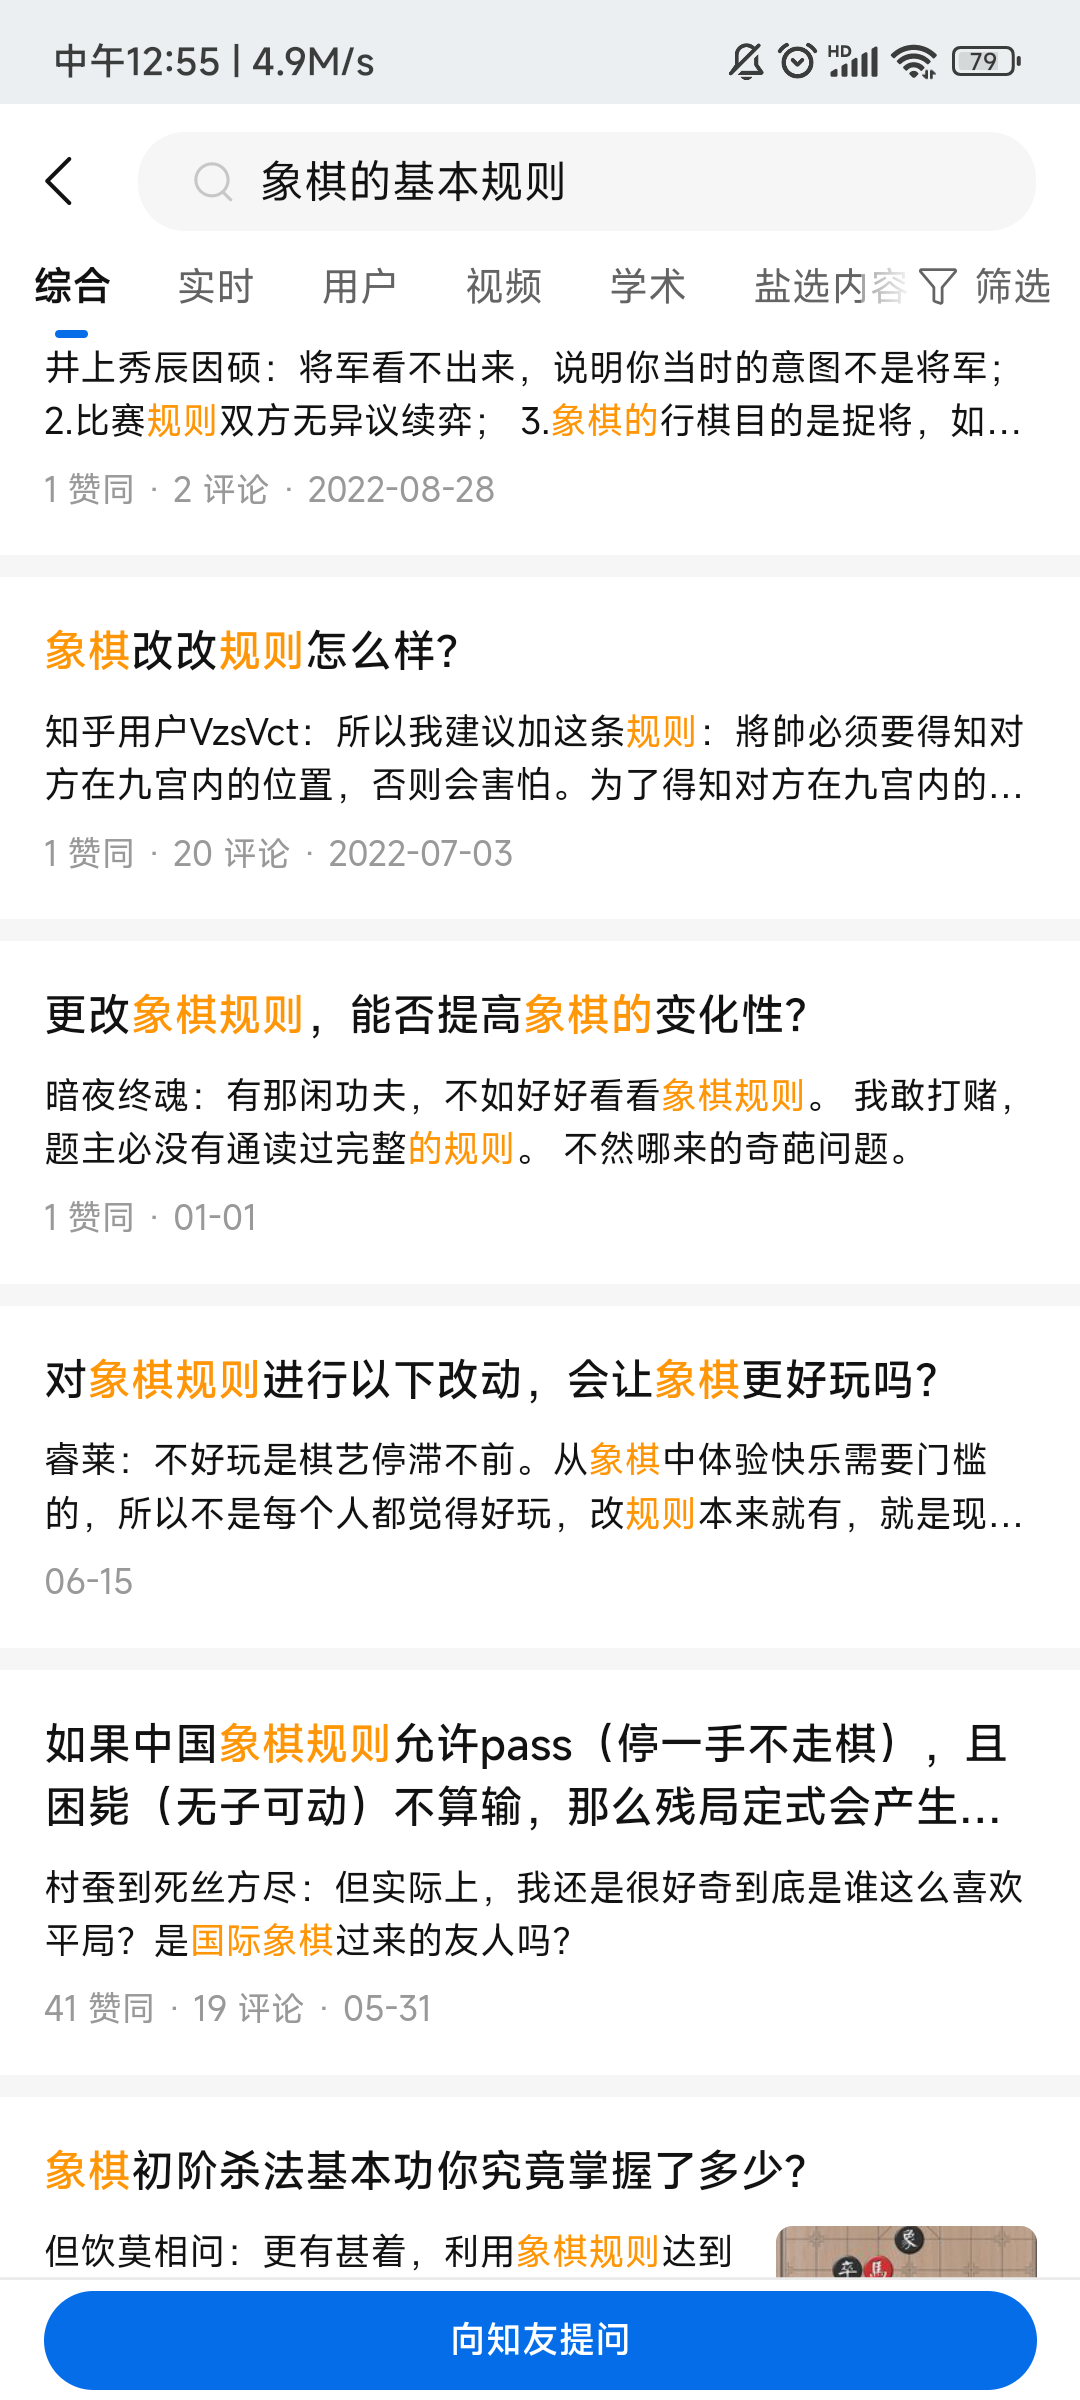 中午12:55 | 4.9M/s
HD
79
象棋的基本规则
综合 实时 用户 视频 学术 盐选内容 筛选
井上秀辰因硕：将军看不出来，说明你当时的意图不是将军；
2.比赛规则双方无异议续弈； 3.象棋的行棋目的是捉将，如...
1 赞同 · 2 评论 · 2022-08-28
象棋改改规则怎么样？
知乎用户VzsVct：所以我建议加这条规则：將帥必须要得知对
方在九宫内的位置，否则会害怕。为了得知对方在九宫内的...
1 赞同 · 20 评论 · 2022-07-03
更改象棋规则，能否提高象棋的变化性？
暗夜终魂：有那闲功夫，不如好好看看象棋规则。 我敢打赌，
题主必没有通读过完整的规则。 不然哪来的奇葩问题。
1 赞同 · 01-01
对象棋规则进行以下改动，会让象棋更好玩吗？
睿莱：不好玩是棋艺停滞不前。从象棋中体验快乐需要门槛
的，所以不是每个人都觉得好玩，改规则本来就有，就是现...
06-15
如果中国象棋规则允许pass（停一手不走棋），且
困毙（无子可动）不算输，那么残局定式会产生...
村蚕到死丝方尽：但实际上，我还是很好奇到底是谁这么喜欢
平局？是国际象棋过来的友人吗？
41 赞同 · 19 评论 · 05-31
象棋初阶杀法基本功你究竟掌握了多少？
但饮莫相问：更有甚着，利用象棋规则达到
象
卒 馬
向知友提问